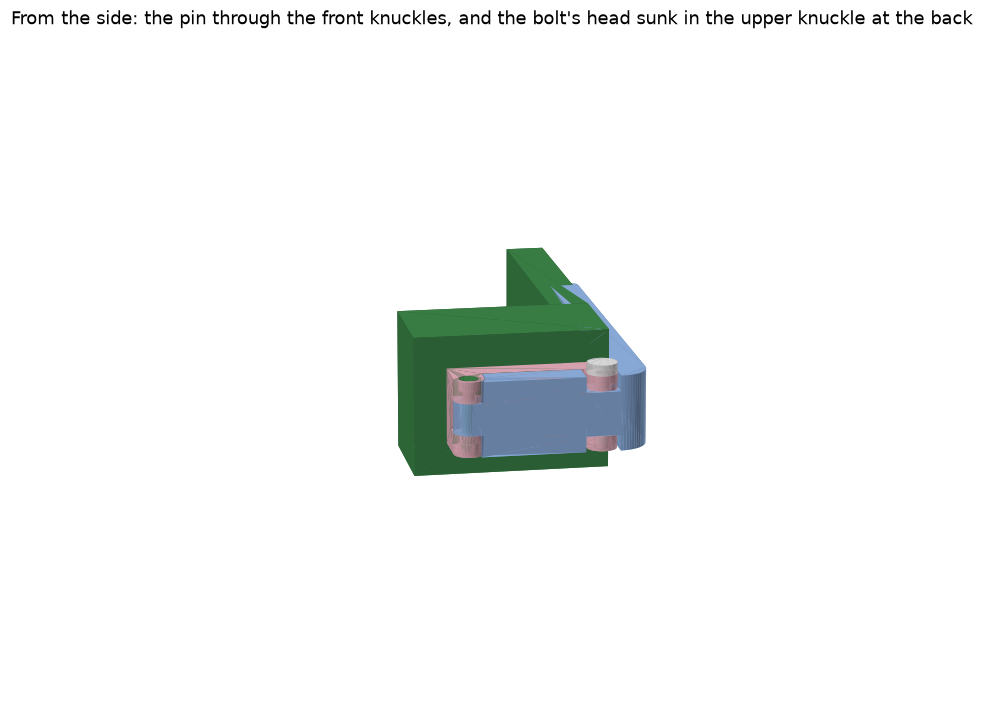 From the side: the pin through the front knuckles, and the bolt's head sunk in the upper knuckle at the back